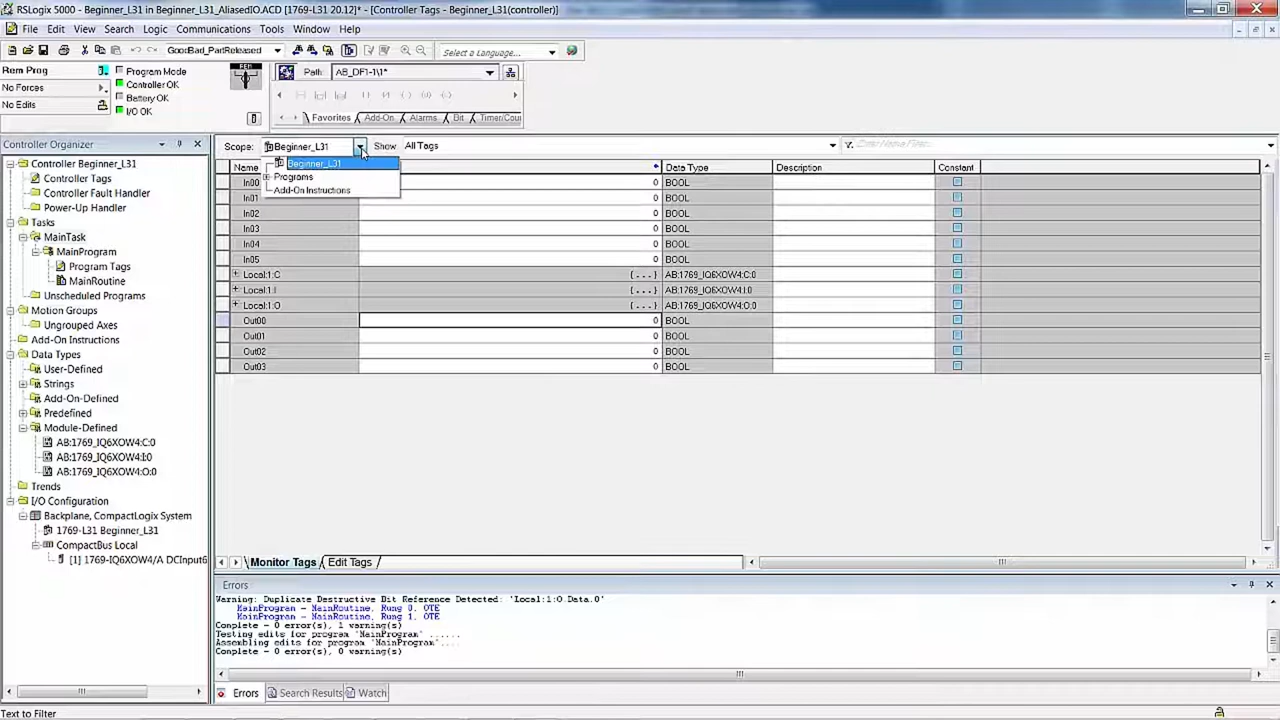 RSLogix 5000 - Beginner_L31 in Beginner_L31_AliasedIO.ACD [1769-L31 20.12]* - [Controller Tags - Beginner_L31(controller)]
File Edit View Search Logic Communications Tools Window Help
GoodBad_PartReleased Select a Language...
Rem Prog Program Mode REM Path: AB_DF1-1\1*
No Forces Controller OK
Battery OK
No Edits I/O OK
Favorites Add-On Alarms Bit Timer/Cou
Controller Organizer
Scope: Beginner_L31 Show All Tags Enter Name Filter...
Beginner_L31
Programs
Add-On Instructions
Name Data Type Description Constant
In00 0 BOOL
In01 0 BOOL
In02 0 BOOL
In03 0 BOOL
In04 0 BOOL
In05 0 BOOL
Local:1:C {...} AB:1769_IQ6XOW4:C:0
Local:1:I {...} AB:1769_IQ6XOW4:I:0
Local:1:O {...} AB:1769_IQ6XOW4:O:0
Out00 0 BOOL
Out01 0 BOOL
Out02 0 BOOL
Out03 0 BOOL
Controller Beginner_L31
Controller Tags
Controller Fault Handler
Power-Up Handler
Tasks
MainTask
MainProgram
Program Tags
MainRoutine
Unscheduled Programs
Motion Groups
Ungrouped Axes
Add-On Instructions
Data Types
User-Defined
Strings
Add-On-Defined
Predefined
Module-Defined
AB:1769_IQ6XOW4:C:0
AB:1769_IQ6XOW4:I:0
AB:1769_IQ6XOW4:O:0
Trends
I/O Configuration
Backplane, CompactLogix System
1769-L31 Beginner_L31
CompactBus Local
[1] 1769-IQ6XOW4/A DCInput6
Monitor Tags Edit Tags
Errors
Warning: Duplicate Destructive Bit Reference Detected: 'Local:1:O.Data.0'
MainProgram - MainRoutine, Rung 0, OTE
MainProgram - MainRoutine, Rung 1, OTE
Complete - 0 error(s), 1 warning(s)
Testing edits for program 'MainProgram' ......
Assembling edits for program 'MainProgram'....
Complete - 0 error(s), 0 warning(s)
Errors Search Results Watch
Text to Filter